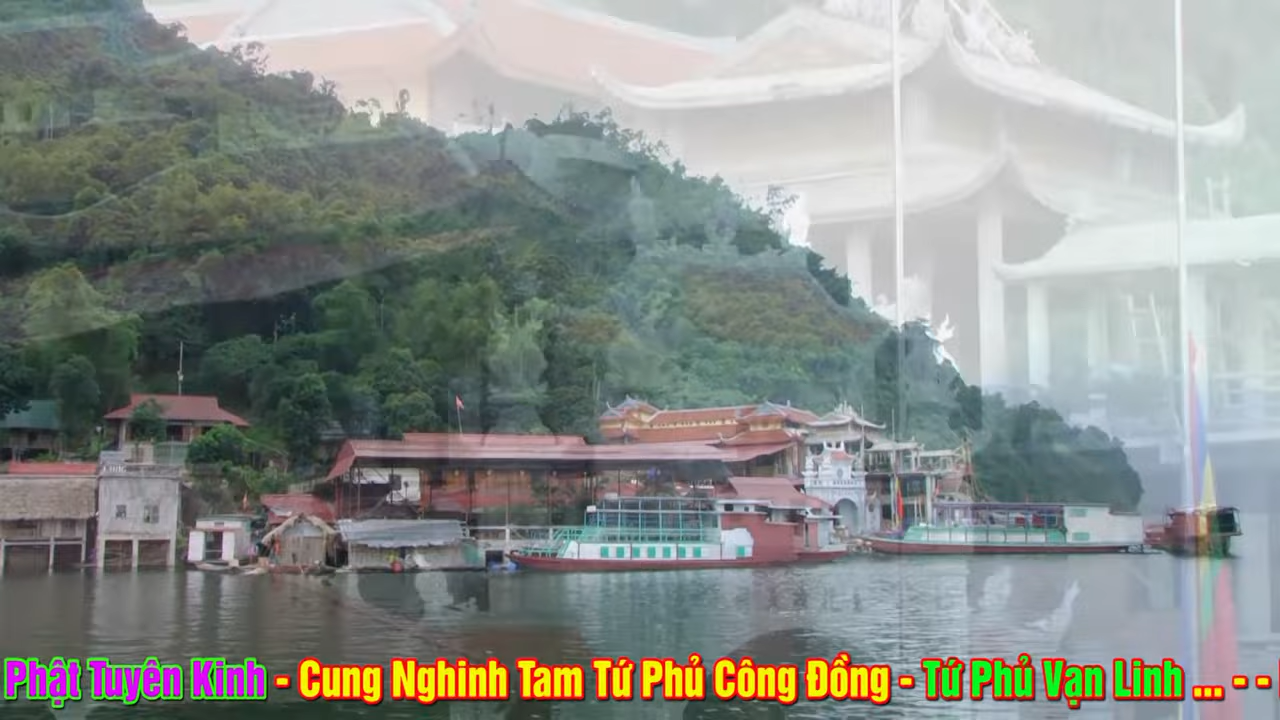 Phật Tuyên Kinh - Cung Nghinh Tam Tứ Phủ Công Đồng - Tứ Phủ Vạn Linh ... - -